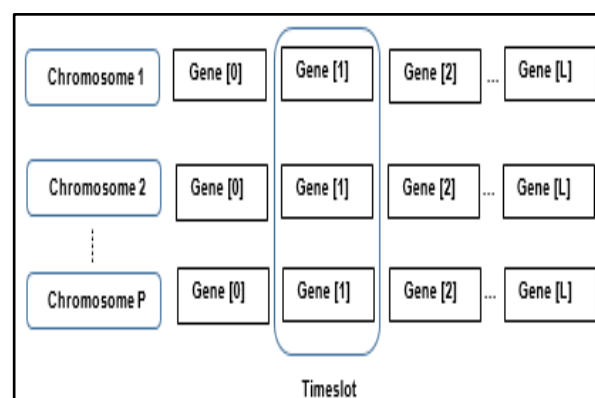 Chromosome 1 Gene [0] Gene [1] Gene [2] ... Gene [L]
Chromosome 2 Gene [0] Gene [1] Gene [2] ... Gene [L]
Chromosome P Gene [0] Gene [1] Gene [2] ... Gene [L]
Timeslot